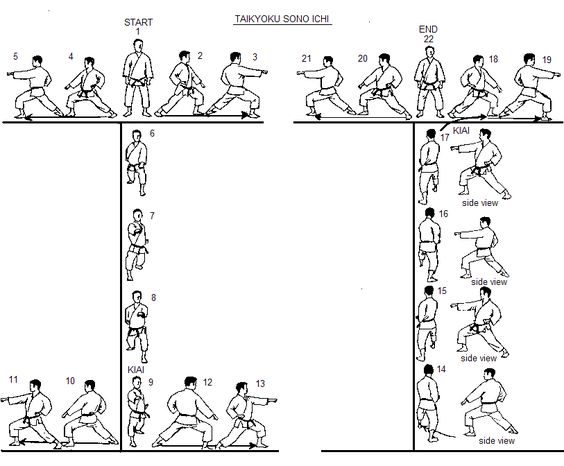 TAIKYOKU SONO ICHI
START
1
5
4
2
3
END
22
21
20
18
19
6
17
KIAI
side view
7
16
side view
8
15
side view
KIAI
9
11
10
12
13
14
side view